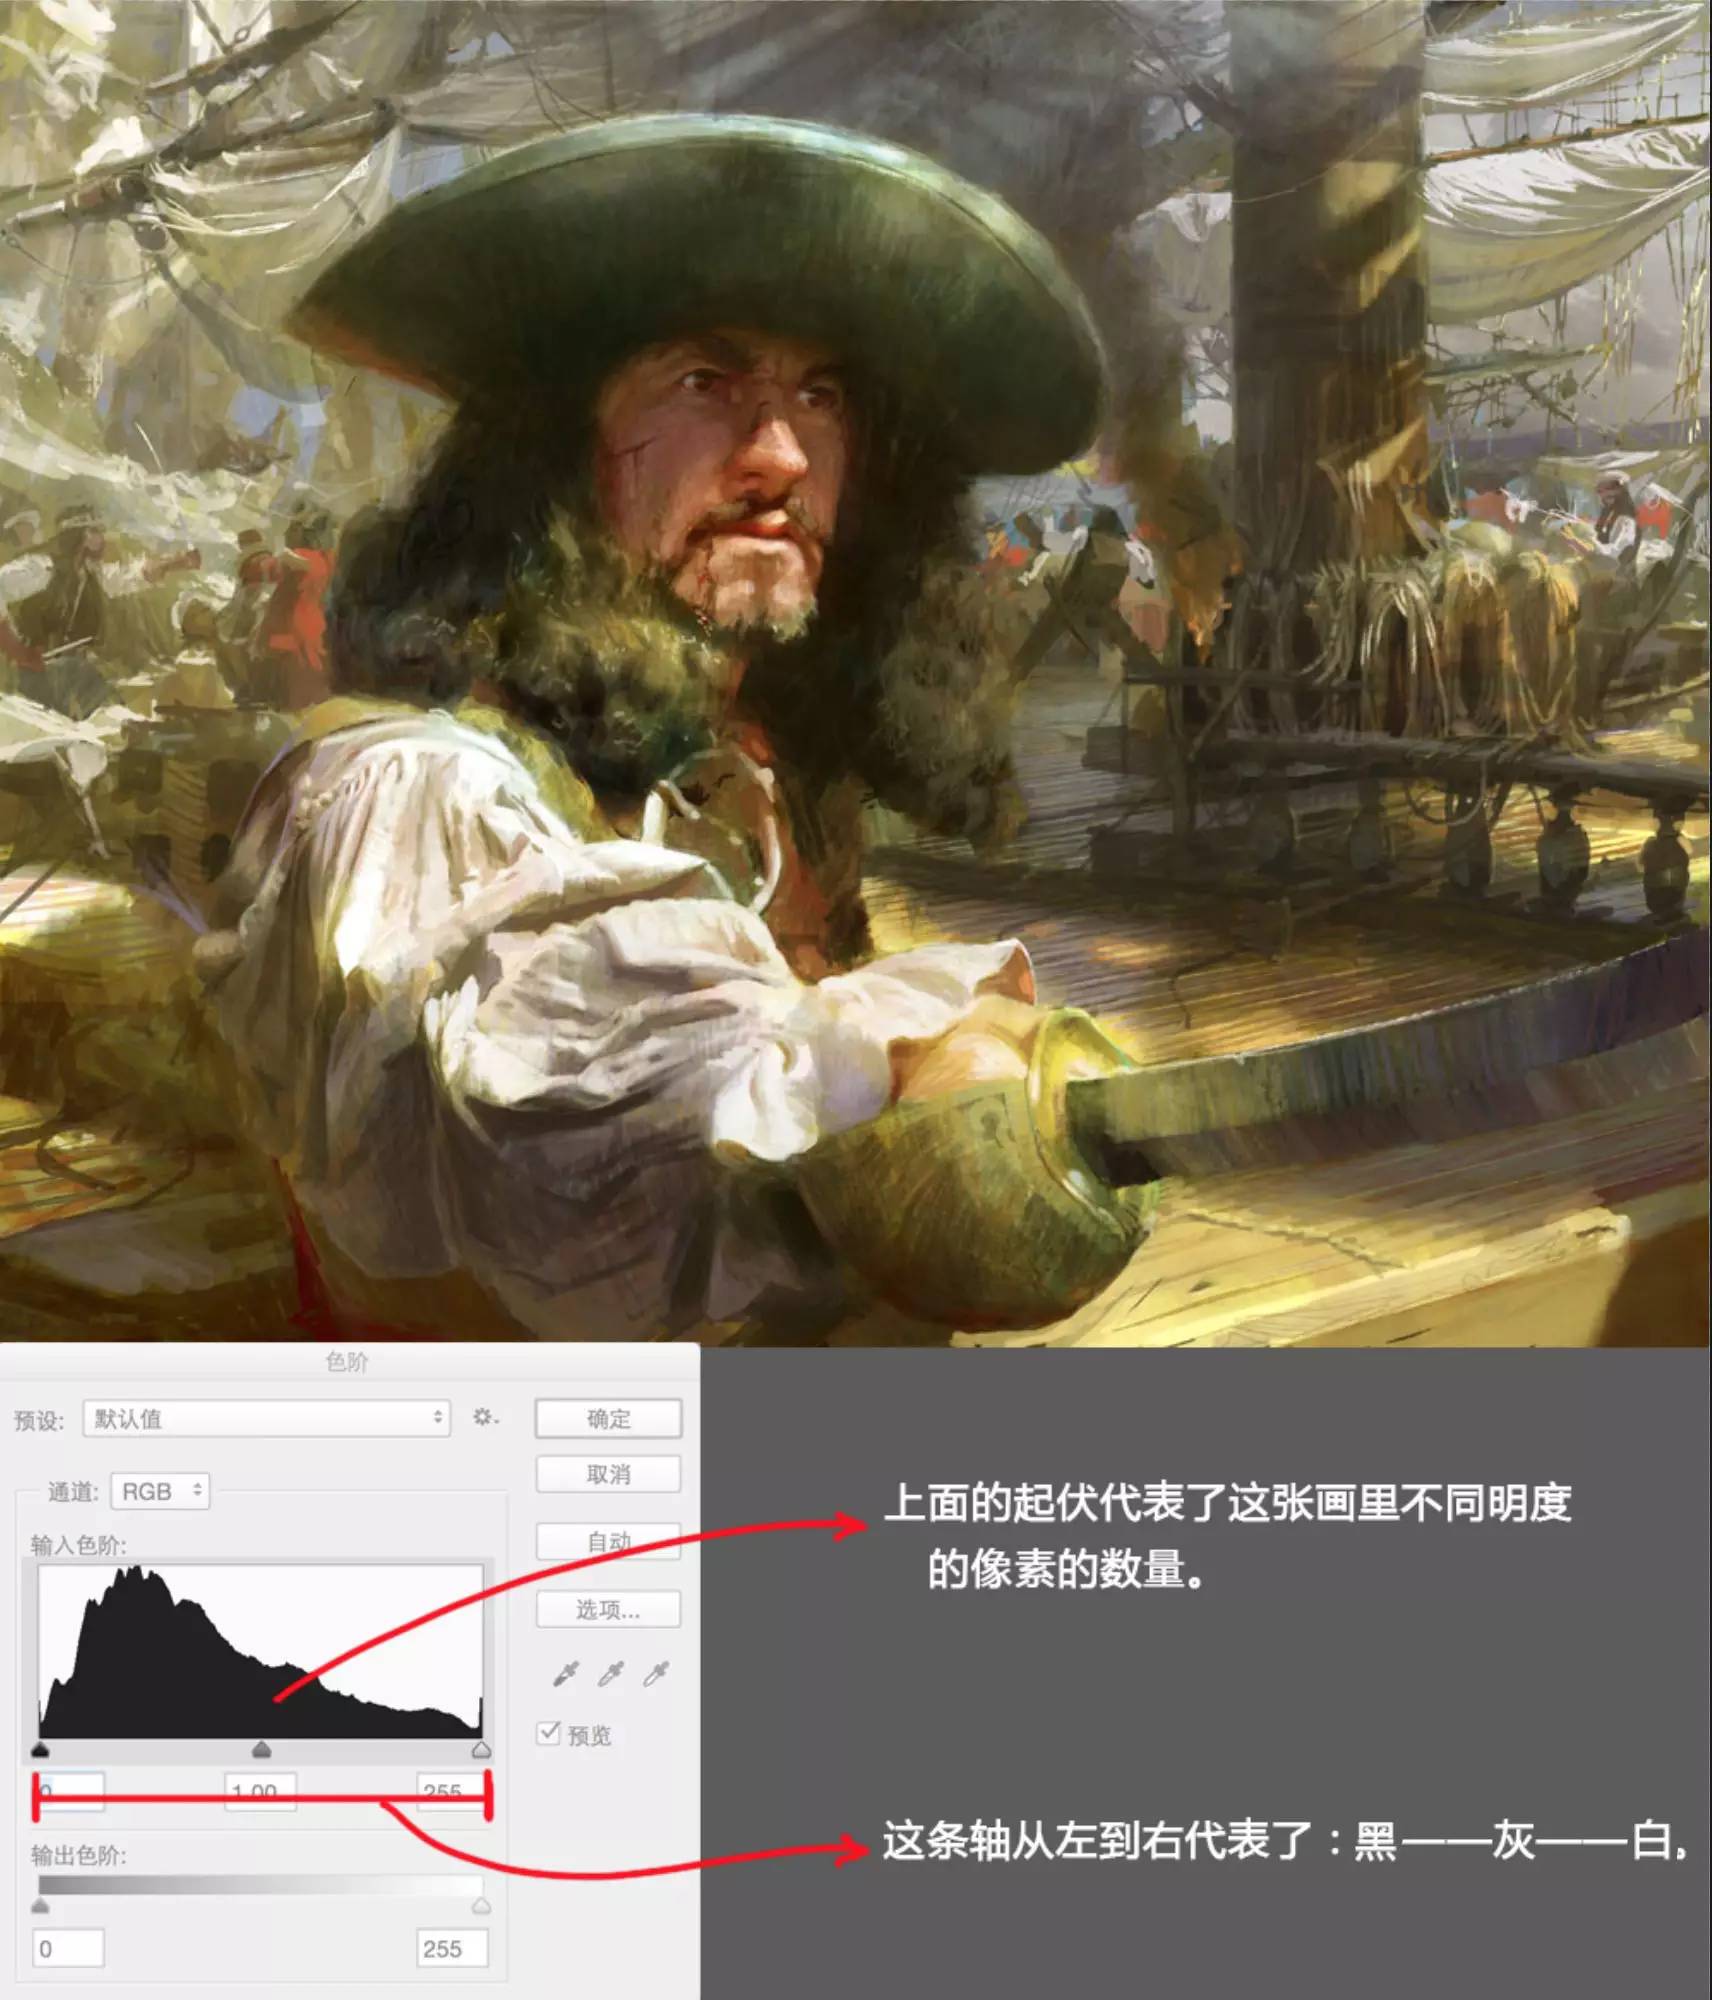 色阶
预设: 默认值
确定
取消
通道: RGB
自动
输入色阶:
选项...
预览
0 1.00 255
输出色阶:
0 255
上面的起伏代表了这张画里不同明度
的像素的数量。
这条轴从左到右代表了：黑——灰——白。